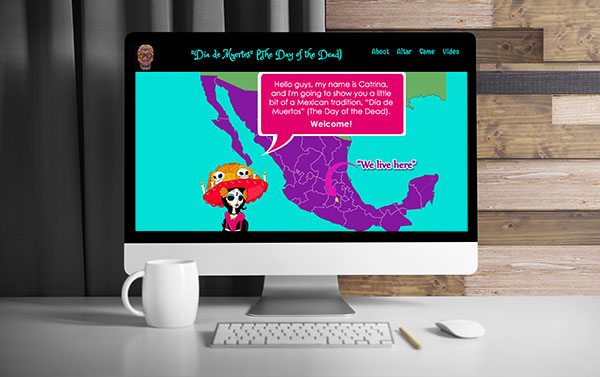 "Día de Muertos" (The Day of the Dead)
About Altar Game Video
Hello guys, my name is Catrina,
and I'm going to show you a little
bit of a Mexican tradition, "Día de
Muertos" (The Day of the Dead).
Welcome!
"We live here"